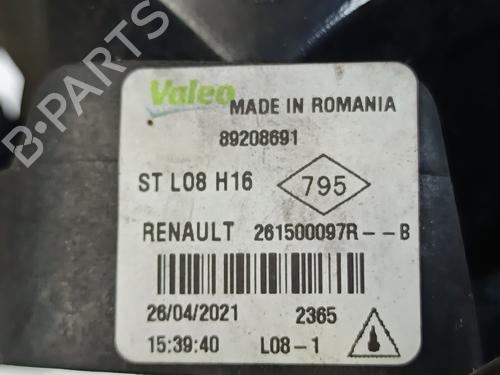 Valeo MADE IN ROMANIA
89208691
ST L08 H16 795
RENAULT 261500097R--B
26/04/2021 2365
15:39:40 L08-1
B-PARTS